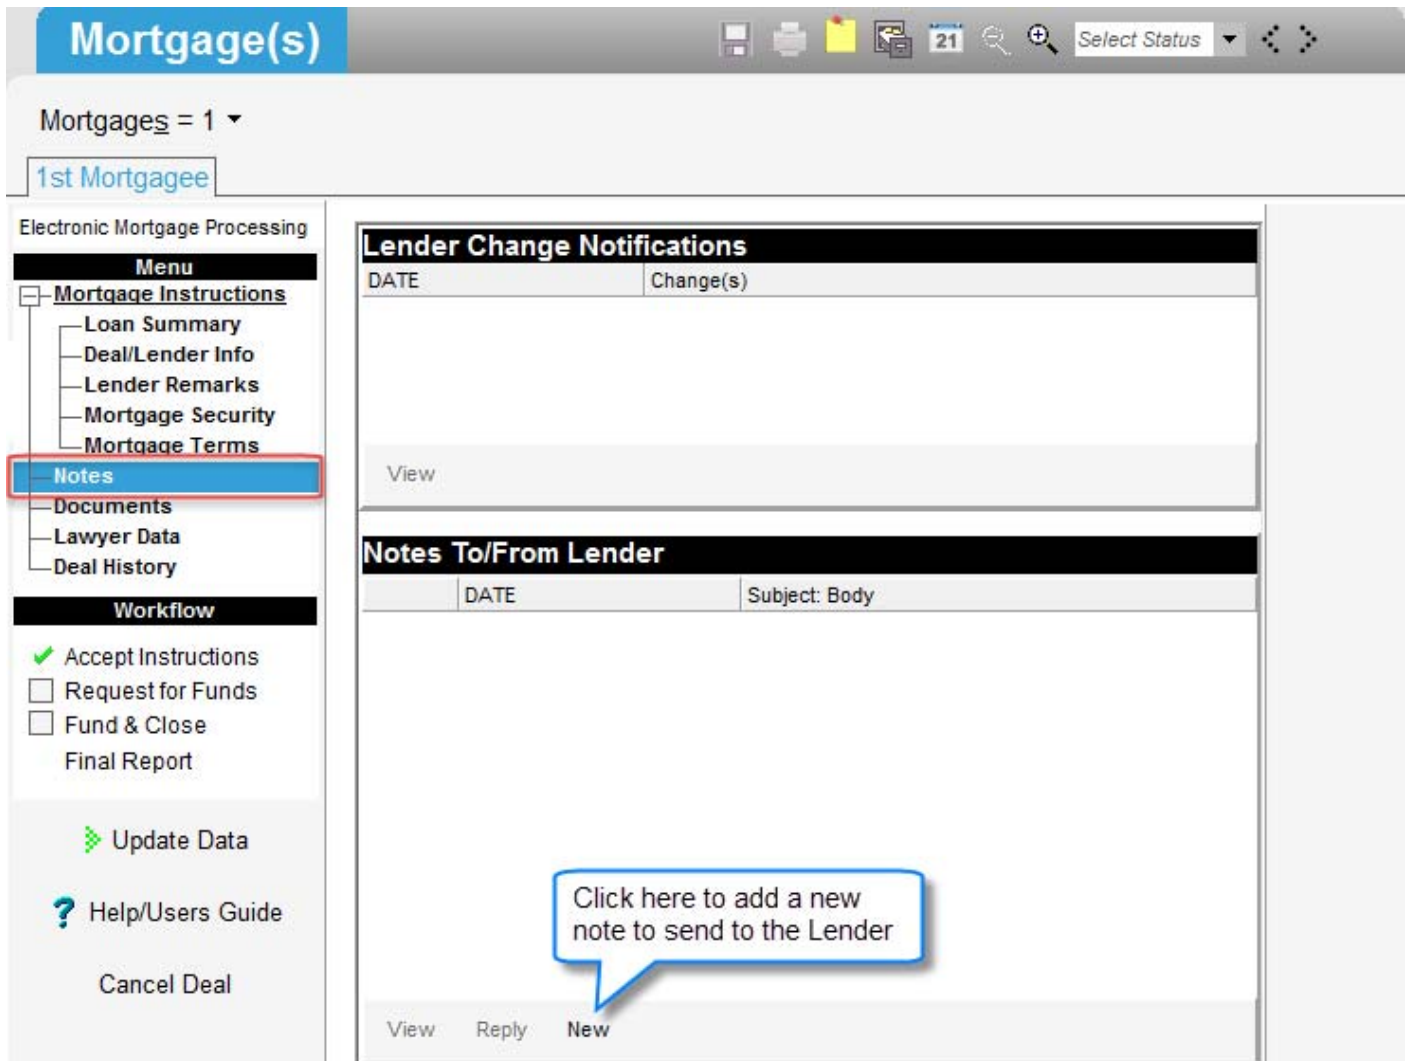 Mortgage(s)
21
Select Status
Mortgages = 1
1st Mortgagee
Electronic Mortgage Processing
Menu
Mortgage Instructions
Loan Summary
Deal/Lender Info
Lender Remarks
Mortgage Security
Mortgage Terms
Notes
Documents
Lawyer Data
Deal History
Workflow
Accept Instructions
Request for Funds
Fund & Close
Final Report
Update Data
? Help/Users Guide
Cancel Deal
Lender Change Notifications
DATE Change(s)
View
Notes To/From Lender
DATE Subject: Body
Click here to add a new
note to send to the Lender
View Reply New